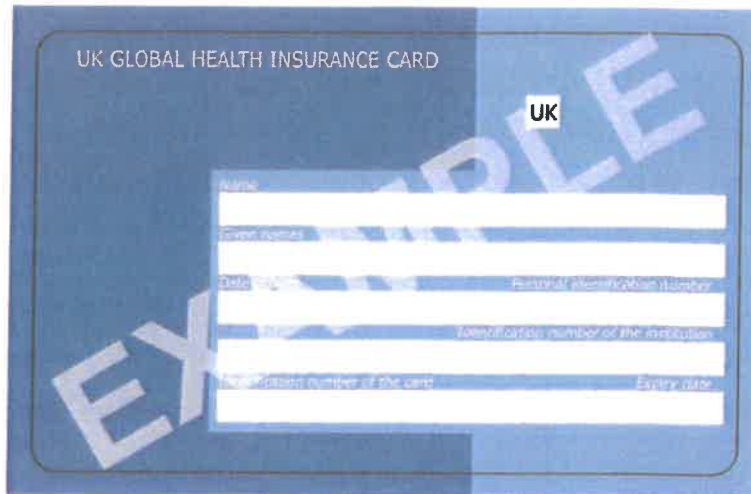 UK GLOBAL HEALTH INSURANCE CARD
UK
EXAMPLE
Name
Given names
Date
Personal identification number
Identification number of the institution
Identification number of the card
Expiry date